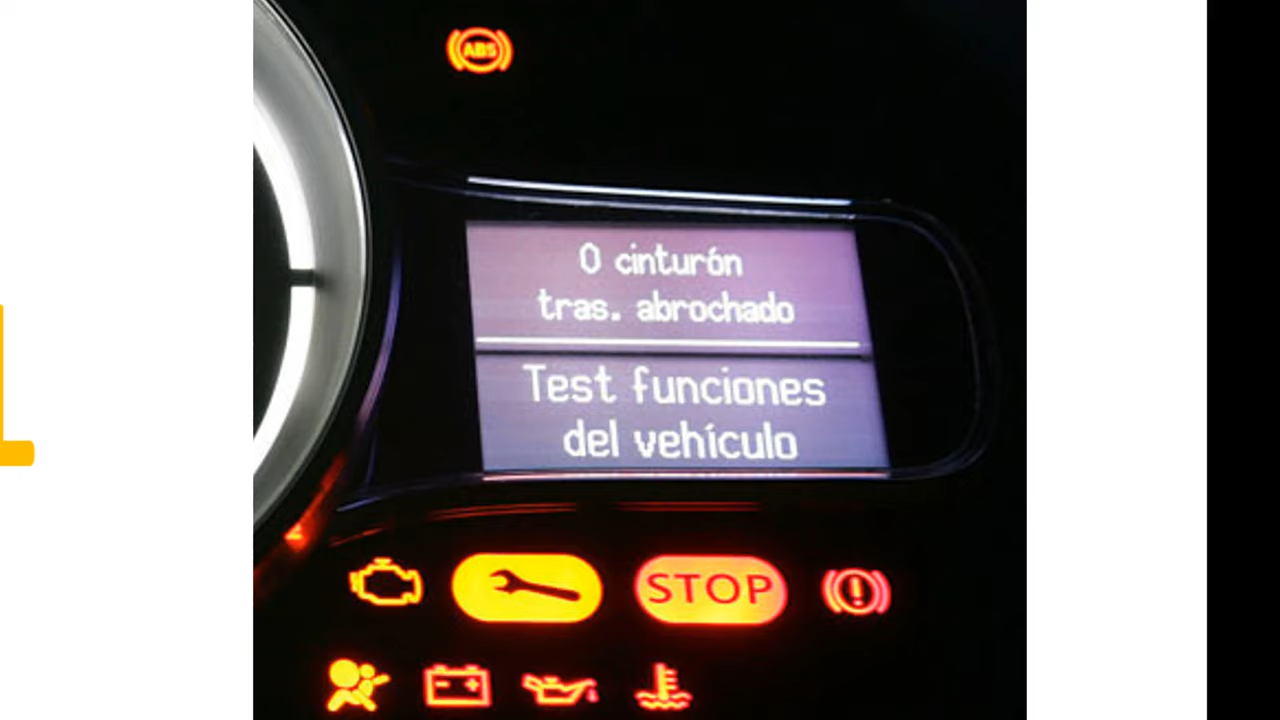 ABS
0 cinturón
tras. abrochado
Test funciones
del vehículo
STOP